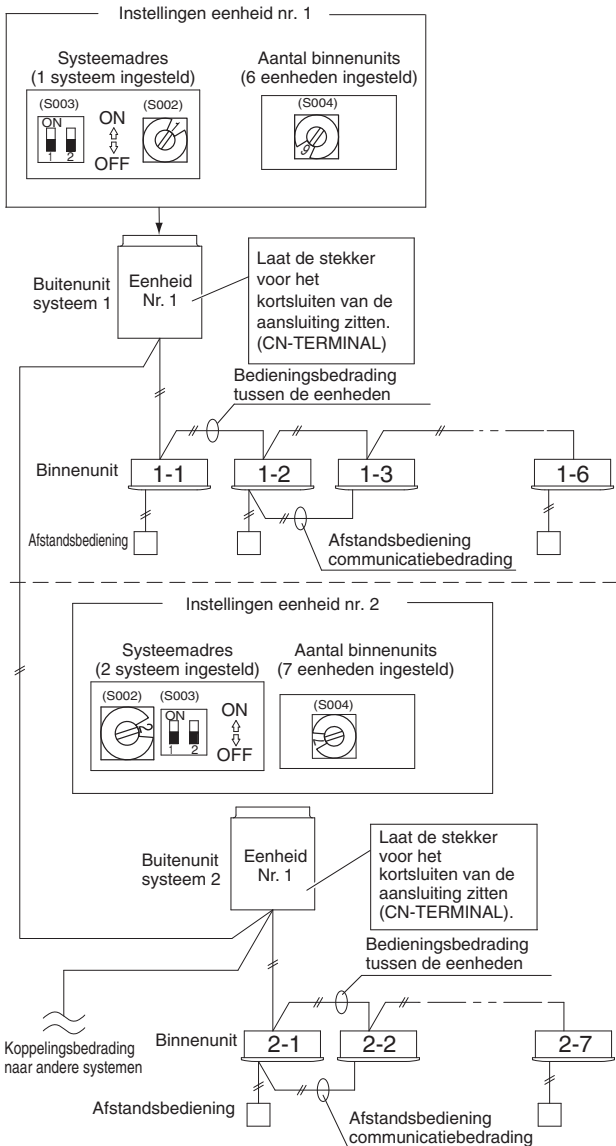 Instellingen eenheid nr. 1
Systeemadres
(1 systeem ingesteld)
Aantal binnenunits
(6 eenheden ingesteld)
(S003)
ON
1 2
ON
OFF
(S002)
1
(S004)
6
Buitenunit
systeem 1
Eenheid
Nr. 1
Laat de stekker
voor het
kortsluiten van de
aansluiting zitten.
(CN-TERMINAL)
Bedieningsbedrading
tussen de eenheden
Binnenunit
1-1
1-2
1-3
1-6
Afstandsbediening
Afstandsbediening
communicatiebedrading
Instellingen eenheid nr. 2
Systeemadres
(2 systeem ingesteld)
Aantal binnenunits
(7 eenheden ingesteld)
(S002)
2
(S003)
ON
1 2
ON
OFF
(S004)
7
Buitenunit
systeem 2
Eenheid
Nr. 1
Laat de stekker
voor het
kortsluiten van de
aansluiting zitten
(CN-TERMINAL).
Bedieningsbedrading
tussen de eenheden
Koppelingsbedrading
naar andere systemen
Binnenunit
2-1
2-2
2-7
Afstandsbediening
Afstandsbediening
communicatiebedrading